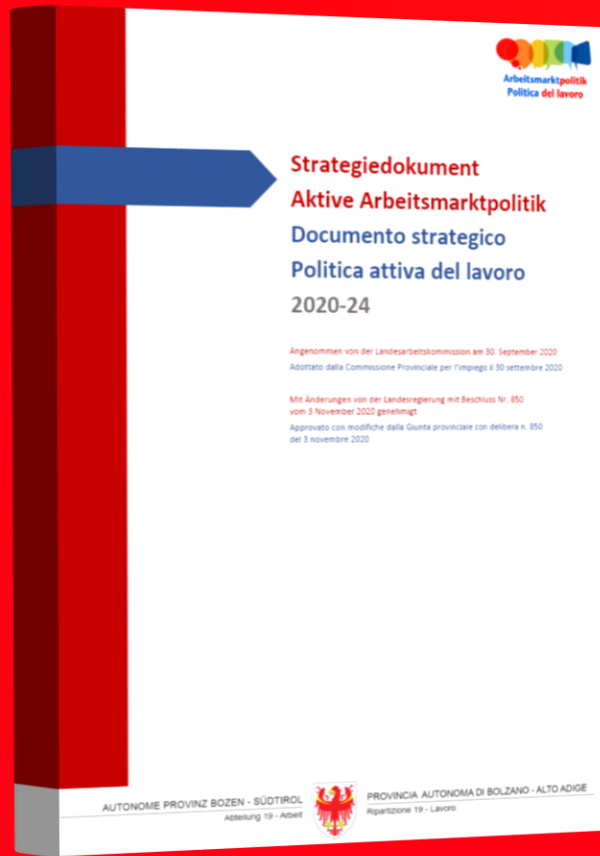 Arbeitsmarktpolitik
Politica del lavoro
Strategiedokument
Aktive Arbeitsmarktpolitik
Documento strategico
Politica attiva del lavoro
2020-24
Angenommen von der Landesarbeitskommission am 30. September 2020
Adottato dalla Commissione Provinciale per l'impiego il 30 settembre 2020
Mit Änderungen von der Landesregierung mit Beschluss Nr. 850
vom 3 November 2020 genehmigt
Approvato con modifiche dalla Giunta provinciale con delibera n. 850
del 3 novembre 2020
AUTONOME PROVINZ BOZEN - SÜDTIROL
Abteilung 19 - Arbeit
PROVINCIA AUTONOMA DI BOLZANO - ALTO ADIGE
Ripartizione 19 - Lavoro